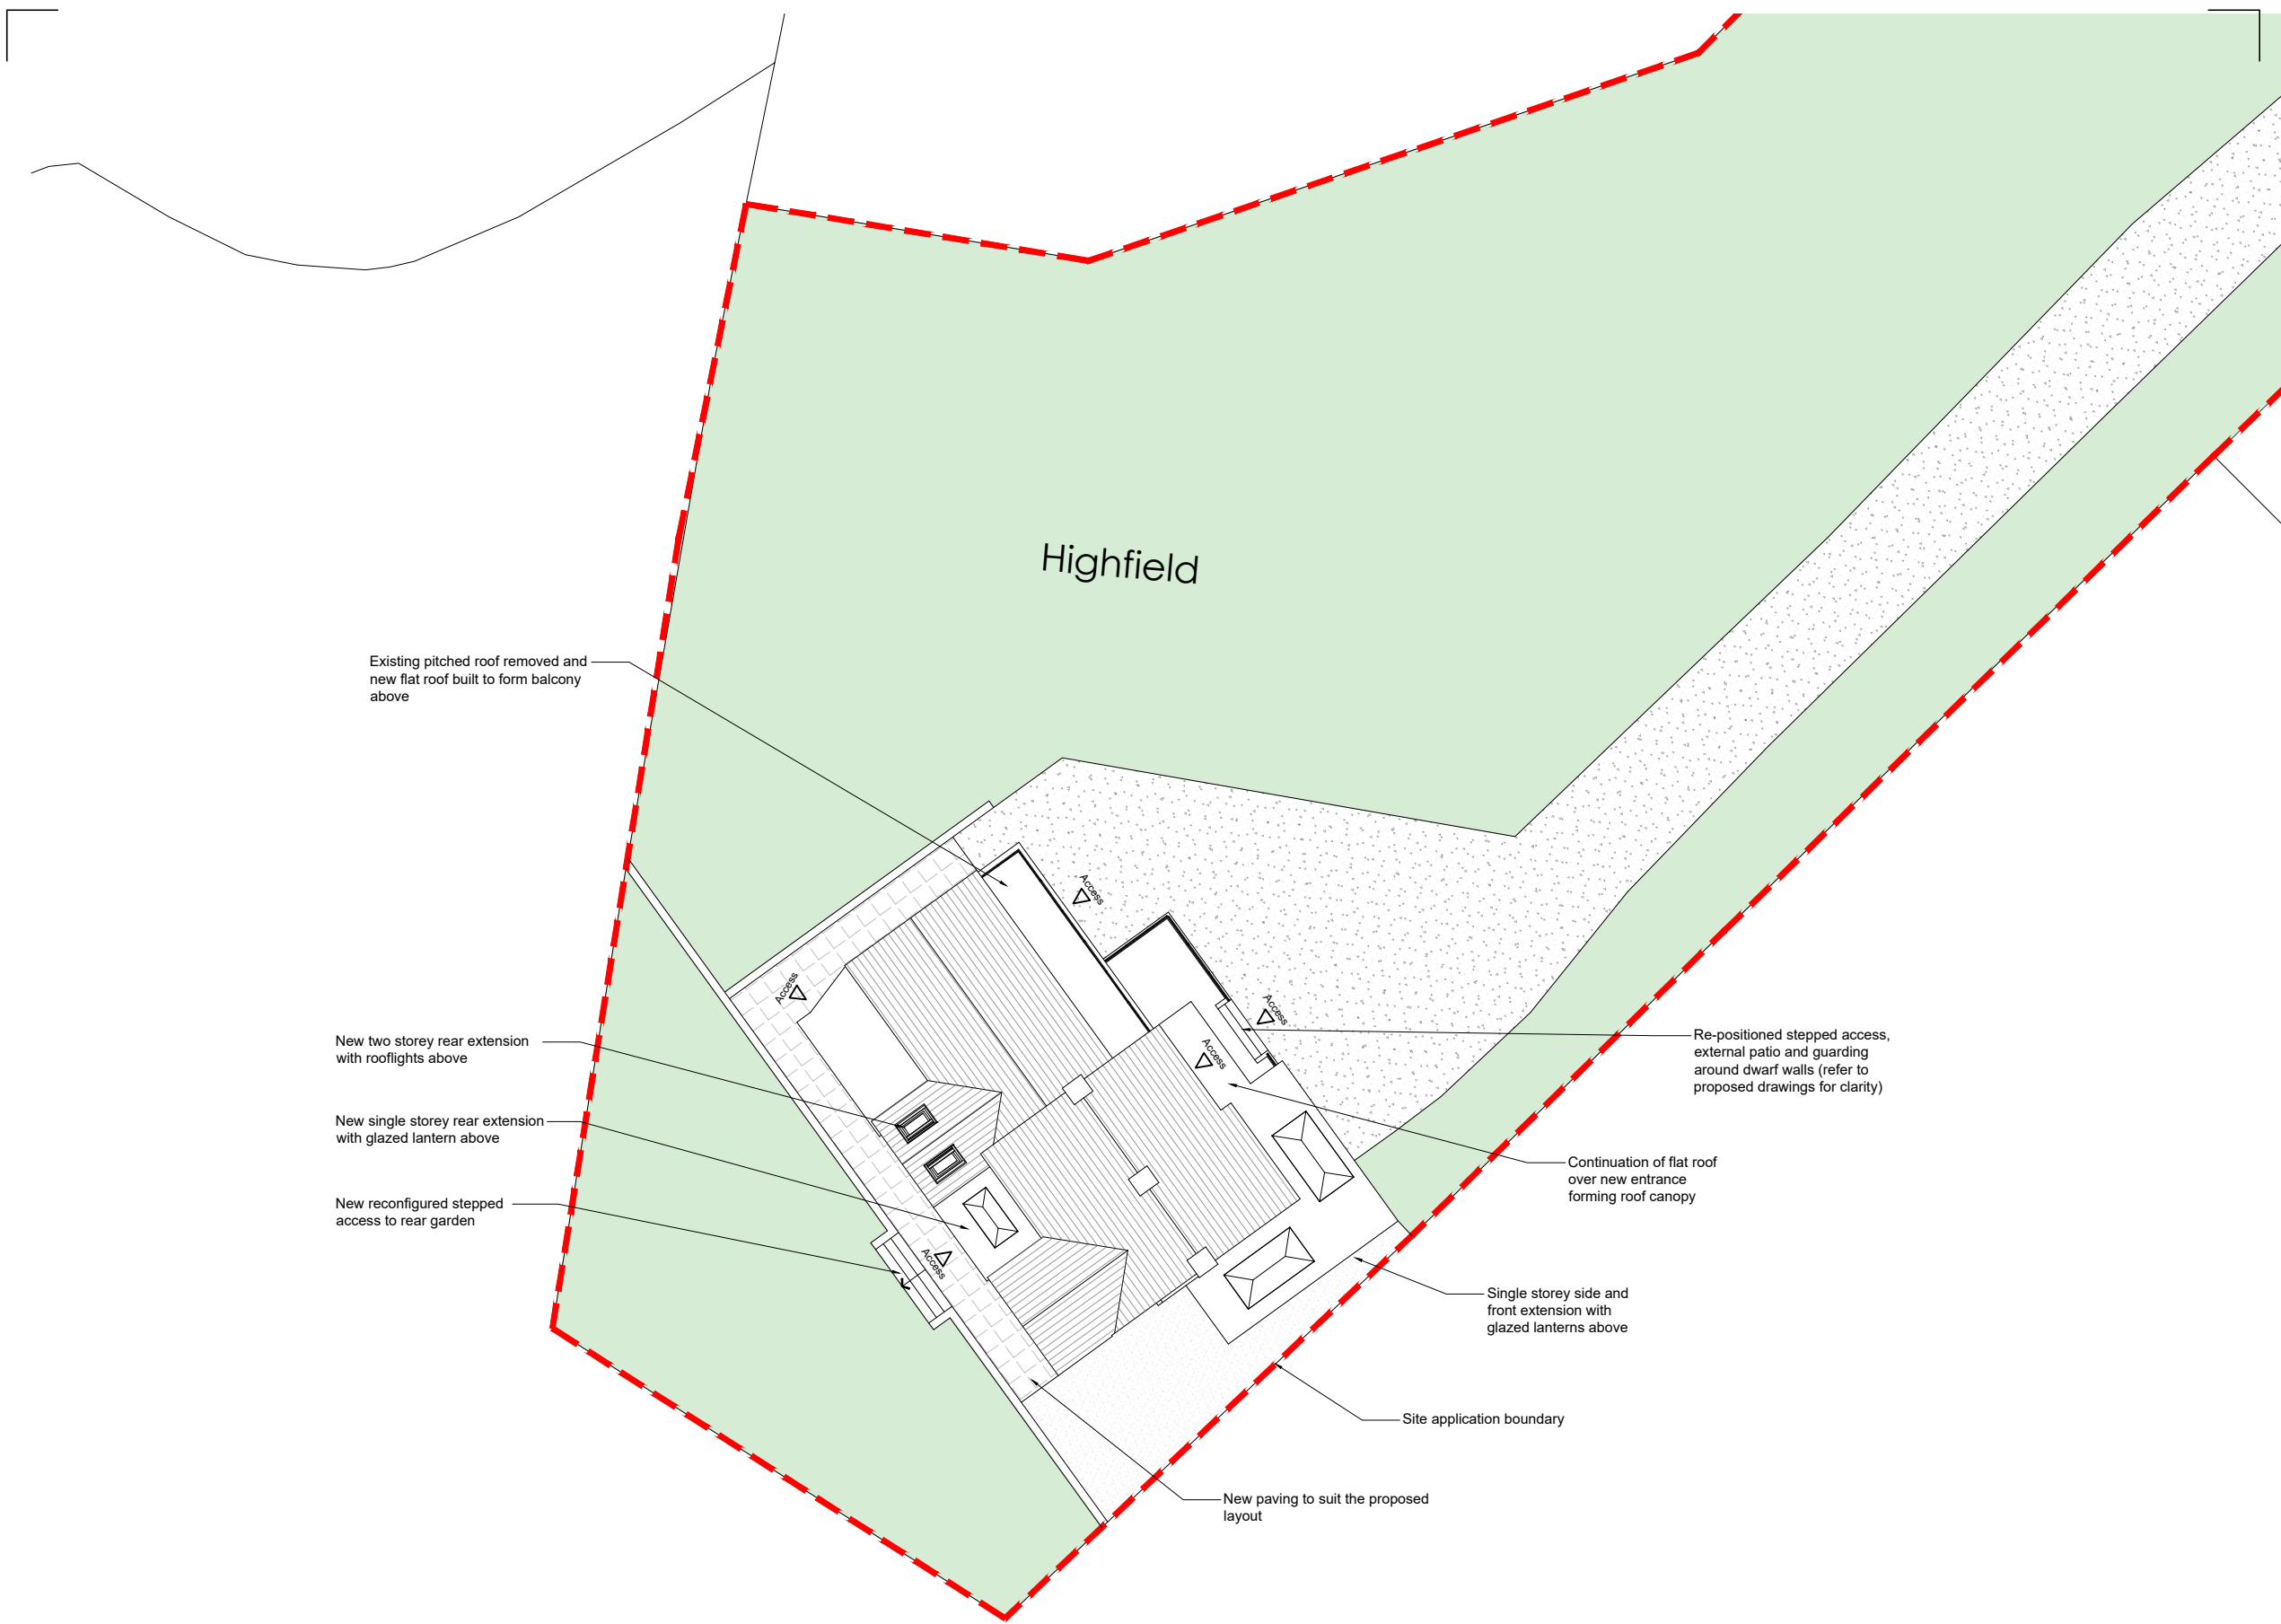 Highfield
Existing pitched roof removed and
new flat roof built to form balcony
above
Access
Access
Access
Access
Access
New two storey rear extension
with rooflights above
New single storey rear extension
with glazed lantern above
New reconfigured stepped
access to rear garden
Re-positioned stepped access,
external patio and guarding
around dwarf walls (refer to
proposed drawings for clarity)
Continuation of flat roof
over new entrance
forming roof canopy
Single storey side and
front extension with
glazed lanterns above
Site application boundary
New paving to suit the proposed
layout